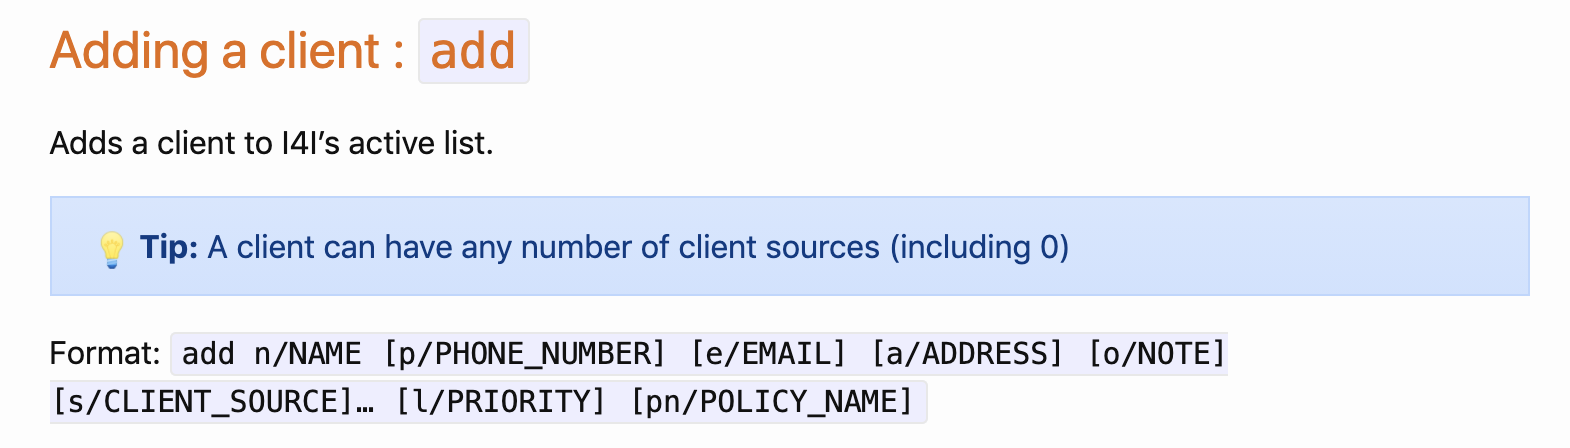 Adding a client : add
Adds a client to I4I’s active list.
💡 Tip: A client can have any number of client sources (including 0)
Format: add n/NAME [p/PHONE_NUMBER] [e/EMAIL] [a/ADDRESS] [o/NOTE]
[s/CLIENT_SOURCE]… [l/PRIORITY] [pn/POLICY_NAME]